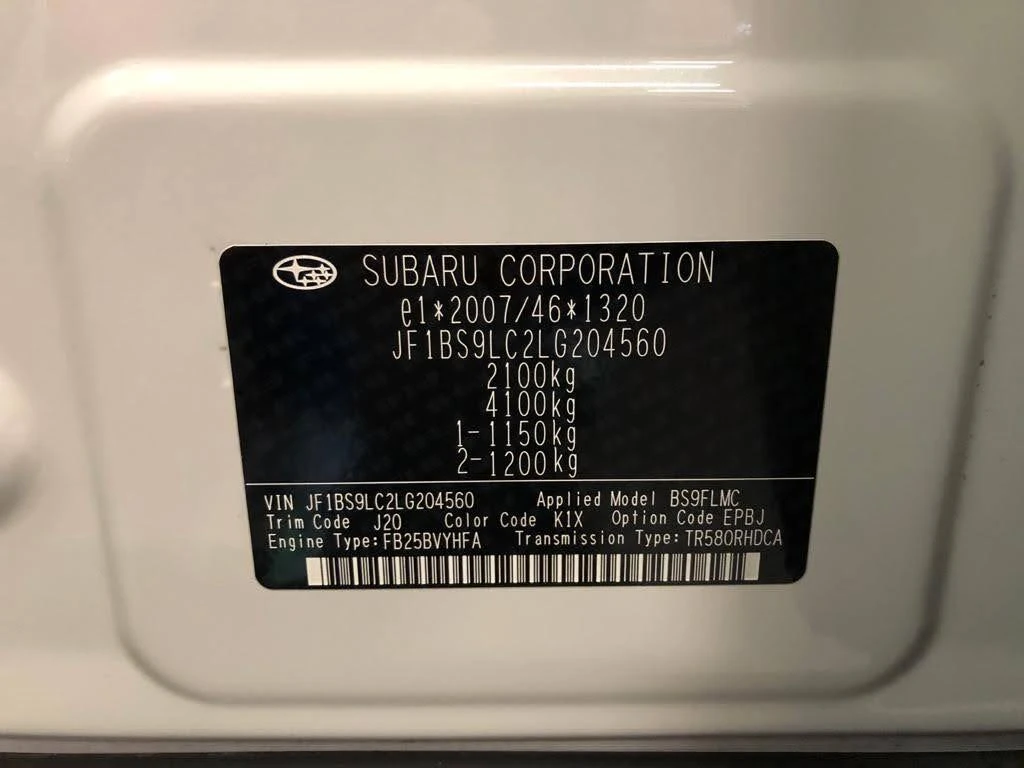 SUBARU CORPORATION
e1*2007/46*1320
JF1BS9LC2LG204560
2100kg
4100kg
1-1150kg
2-1200kg
VIN JF1BS9LC2LG204560 Applied Model BS9FLMC
Trim Code J20 Color Code K1X Option Code EPBJ
Engine Type:FB25BVYHFA Transmission Type:TR580RHDCA